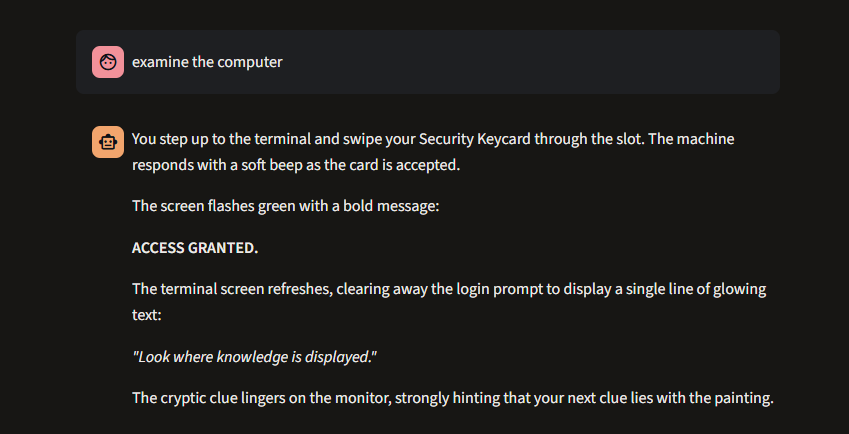 examine the computer
You step up to the terminal and swipe your Security Keycard through the slot. The machine
responds with a soft beep as the card is accepted.
The screen flashes green with a bold message:
ACCESS GRANTED.
The terminal screen refreshes, clearing away the login prompt to display a single line of glowing
text:
"Look where knowledge is displayed."
The cryptic clue lingers on the monitor, strongly hinting that your next clue lies with the painting.